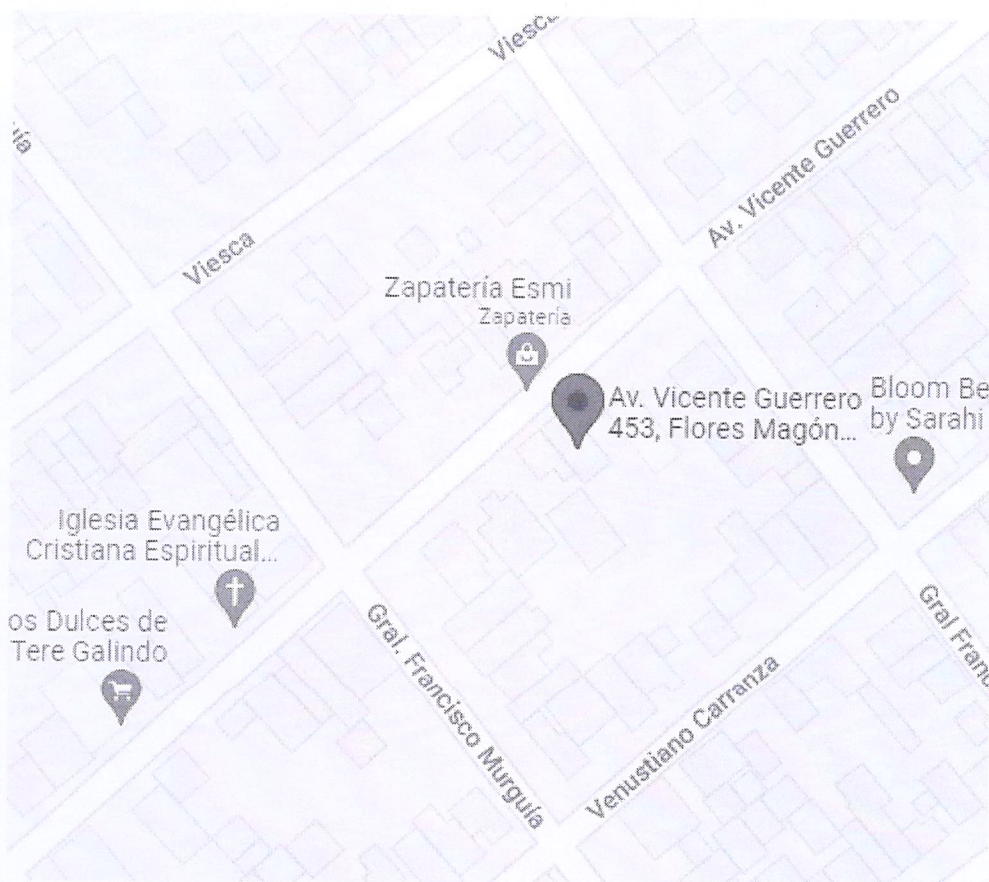 Viesca
Av. Vicente Guerrero
Viesca
Zapatería Esmi
Zapatería
Av. Vicente Guerrero
453, Flores Magón...
Bloom Be
by Sarahi
Iglesia Evangélica
Cristiana Espiritual...
os Dulces de
Tere Galindo
Gral. Francisco Murguía
Venustiano Carranza
Gral Franc